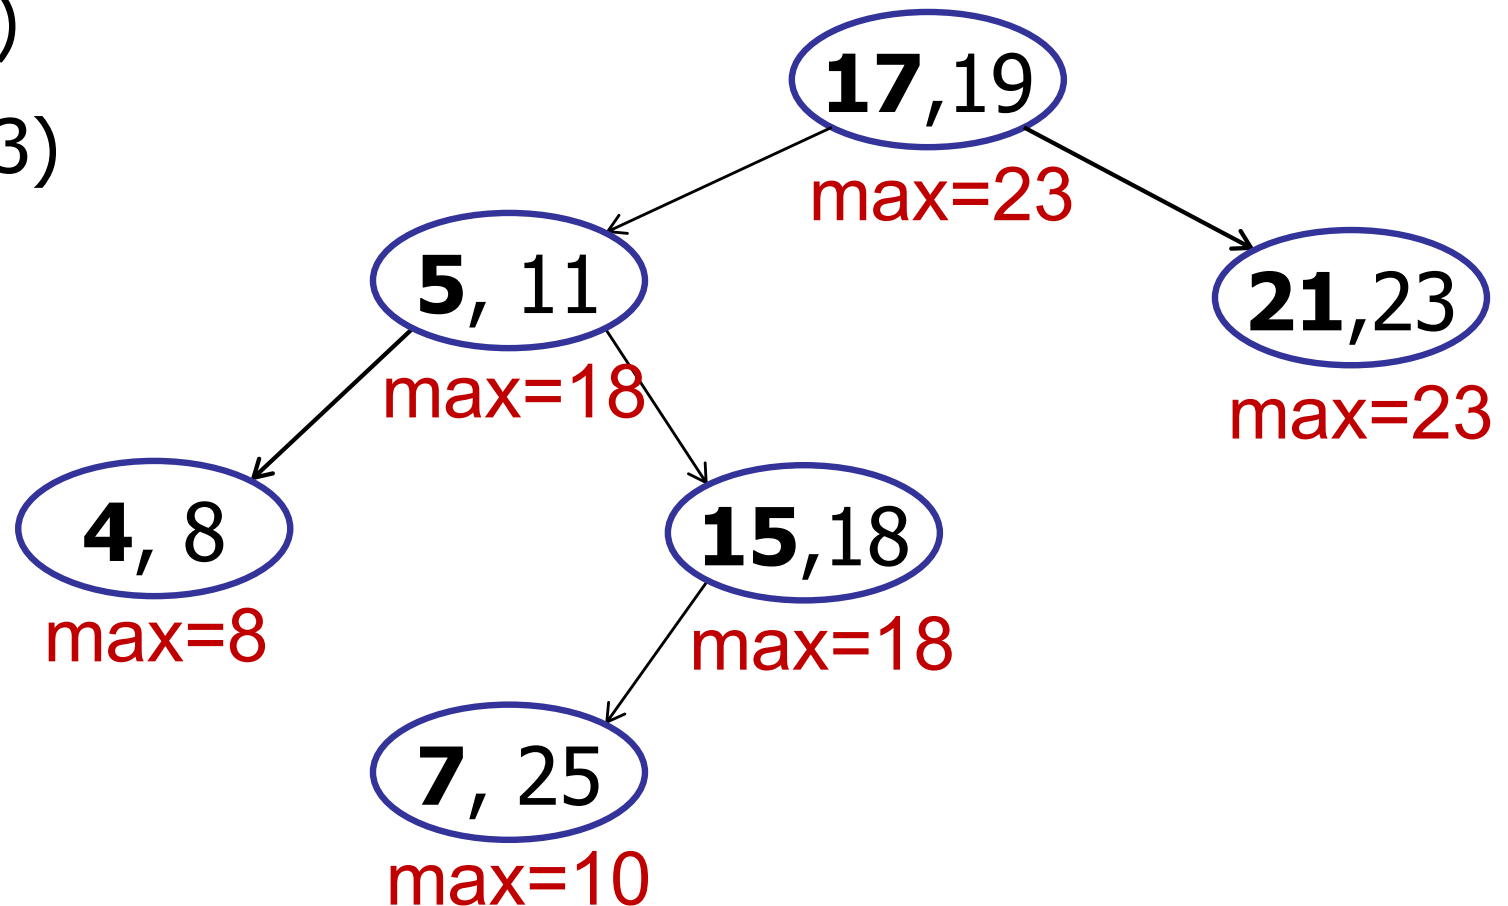 )
17,19
3)
max=23
5, 11
21,23
max=18
max=23
4, 8
15,18
max=8
max=18
7, 25
max=10